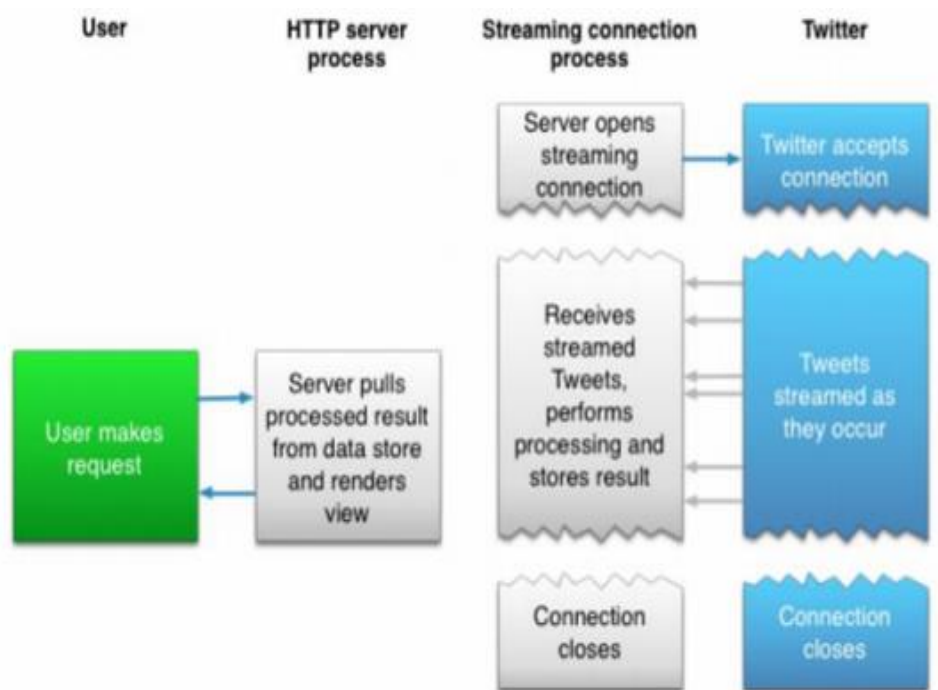 User
HTTP server
process
Streaming connection
process
Twitter
Server opens
streaming
connection
Twitter accepts
connection
User makes
request
Server pulls
processed result
from data store
and renders
view
Receives
streamed
Tweets,
performs
processing and
stores result
Tweets
streamed as
they occur
Connection
closes
Connection
closes